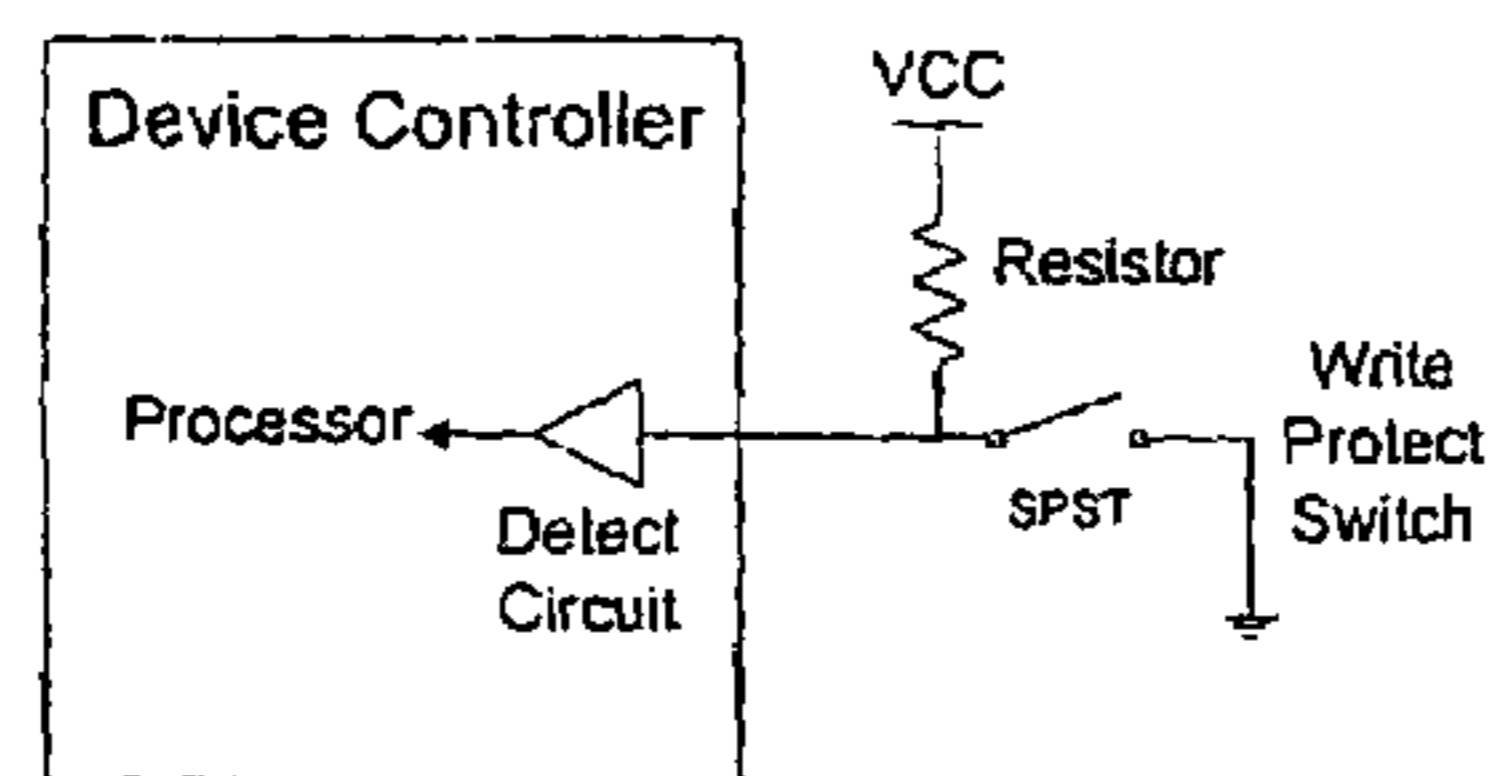 Device Controller
VCC
Resistor
Processor
Detect
Circuit
SPST
Write
Protect
Switch